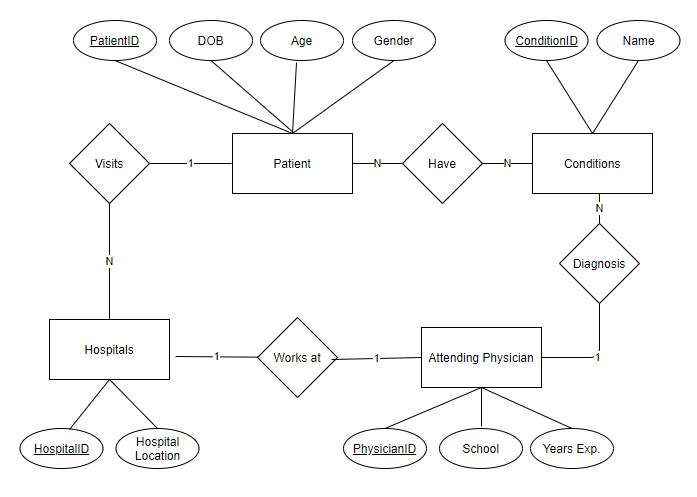 PatientID
DOB
Age
Gender
ConditionID
Name
Visits
1
Patient
N
Have
N
Conditions
N
N
Diagnosis
Hospitals
1
Works at
1
Attending Physician
1
HospitalID
Hospital
Location
PhysicianID
School
Years Exp.